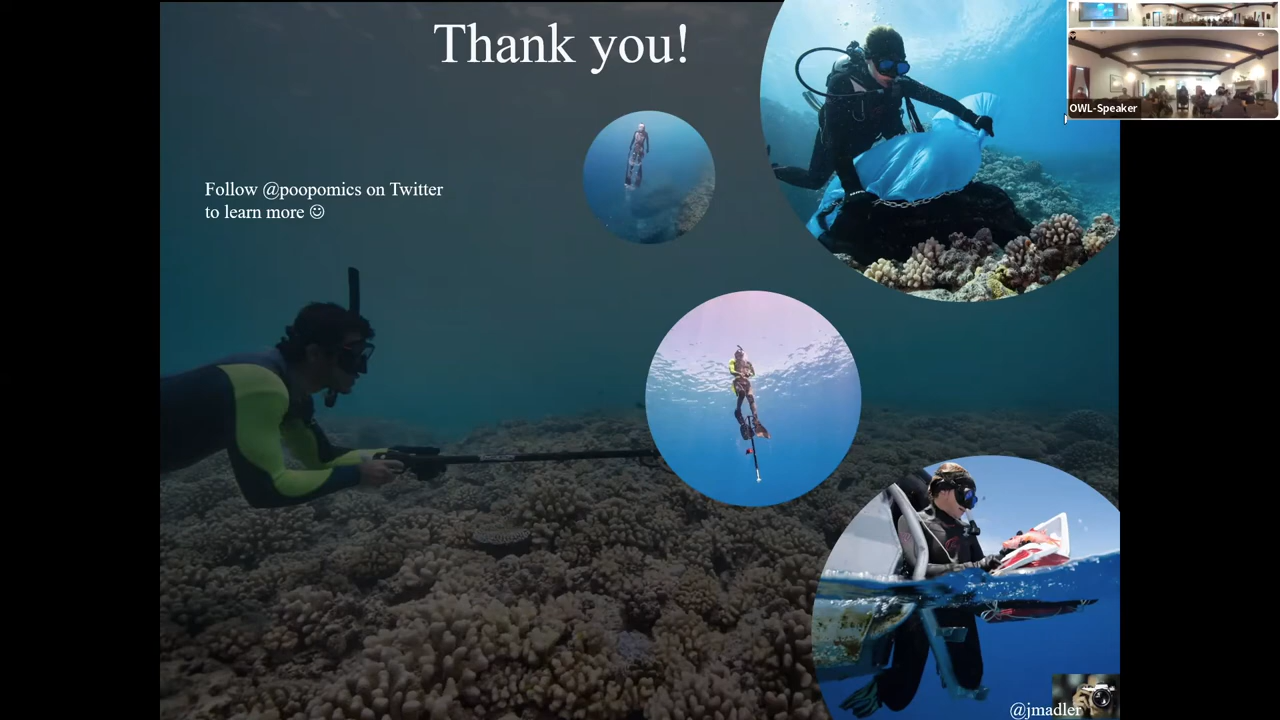 Thank you!
OWL-Speaker
Follow @poopomics on Twitter
to learn more ☺
@jmadler